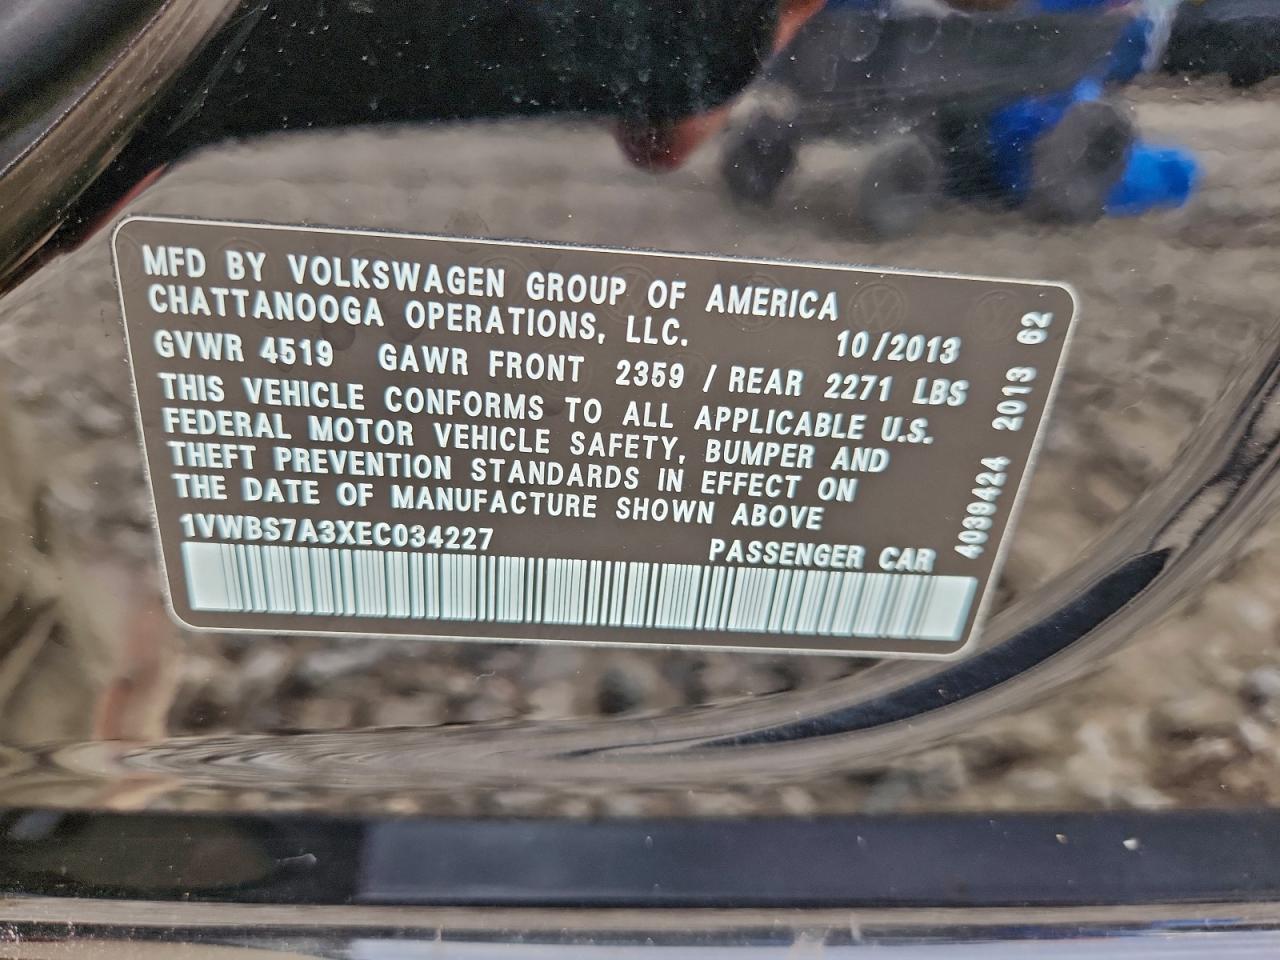 MFD BY VOLKSWAGEN GROUP OF AMERICA
CHATTANOOGA OPERATIONS, LLC.
10/2013
GVWR 4519 GAWR FRONT 2359 / REAR 2271 LBS
THIS VEHICLE CONFORMS TO ALL APPLICABLE U.S.
FEDERAL MOTOR VEHICLE SAFETY, BUMPER AND
THEFT PREVENTION STANDARDS IN EFFECT ON
THE DATE OF MANUFACTURE SHOWN ABOVE
1VWBS7A3XEC034227 PASSENGER CAR
4039424 2013 62